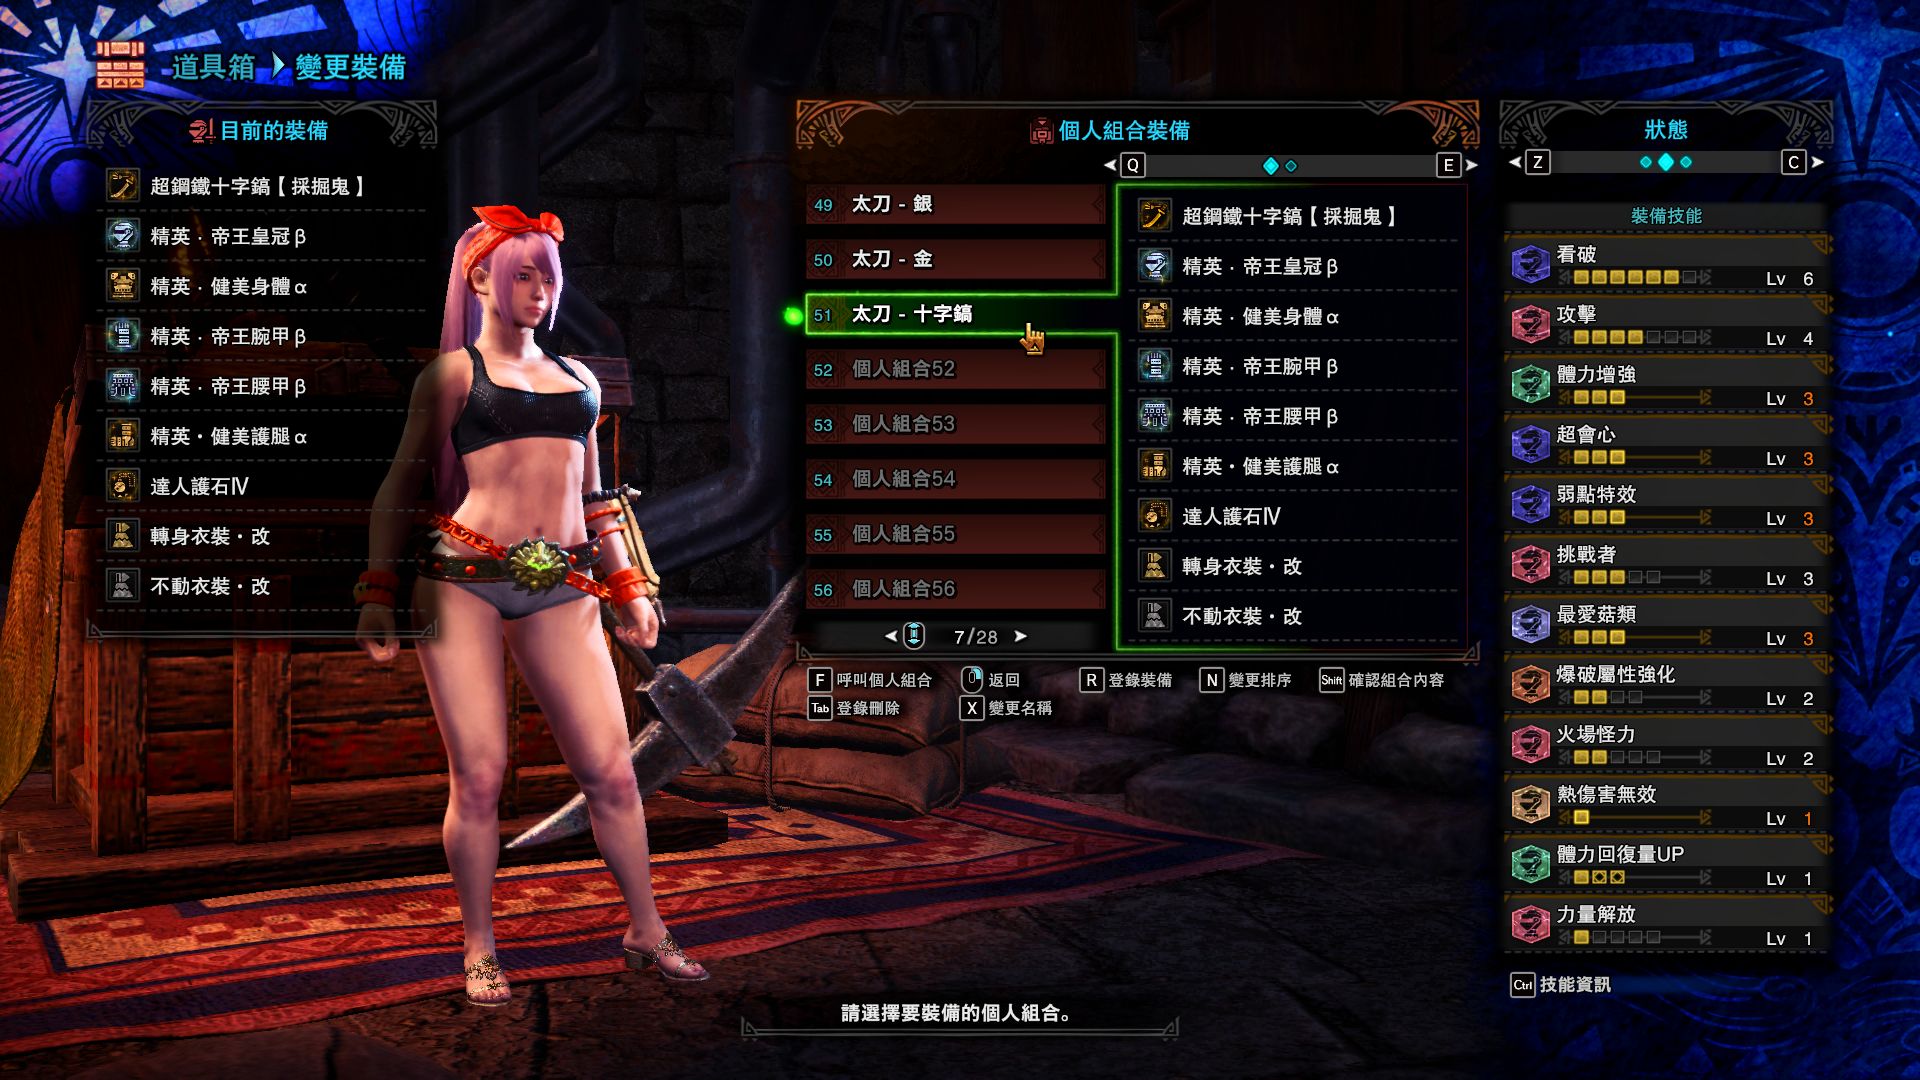 道具箱 變更裝備
目前的裝備
超鋼鐵十字鎬【採掘鬼】
精英．帝王皇冠β
精英．健美身體α
精英．帝王腕甲β
精英．帝王腰甲β
精英・健美護腿α
達人護石Ⅳ
轉身衣裝・改
不動衣裝・改
個人組合裝備
Q E
49 太刀 - 銀
50 太刀 - 金
51 太刀 - 十字鎬
52 個人組合52
53 個人組合53
54 個人組合54
55 個人組合55
56 個人組合56
7/28
超鋼鐵十字鎬【採掘鬼】
精英．帝王皇冠β
精英．健美身體α
精英．帝王腕甲β
精英．帝王腰甲β
精英・健美護腿α
達人護石Ⅳ
轉身衣裝・改
不動衣裝・改
F 呼叫個人組合 返回 R 登錄裝備 N 變更排序 Shift 確認組合內容
Tab 登錄刪除 X 變更名稱
狀態
Z C
裝備技能
看破
Lv 6
攻擊
Lv 4
體力增強
Lv 3
超會心
Lv 3
弱點特效
Lv 3
挑戰者
Lv 3
最愛菇類
Lv 3
爆破屬性強化
Lv 2
火場怪力
Lv 2
熱傷害無效
Lv 1
體力回復量UP
Lv 1
力量解放
Lv 1
Ctrl 技能資訊
請選擇要裝備的個人組合。